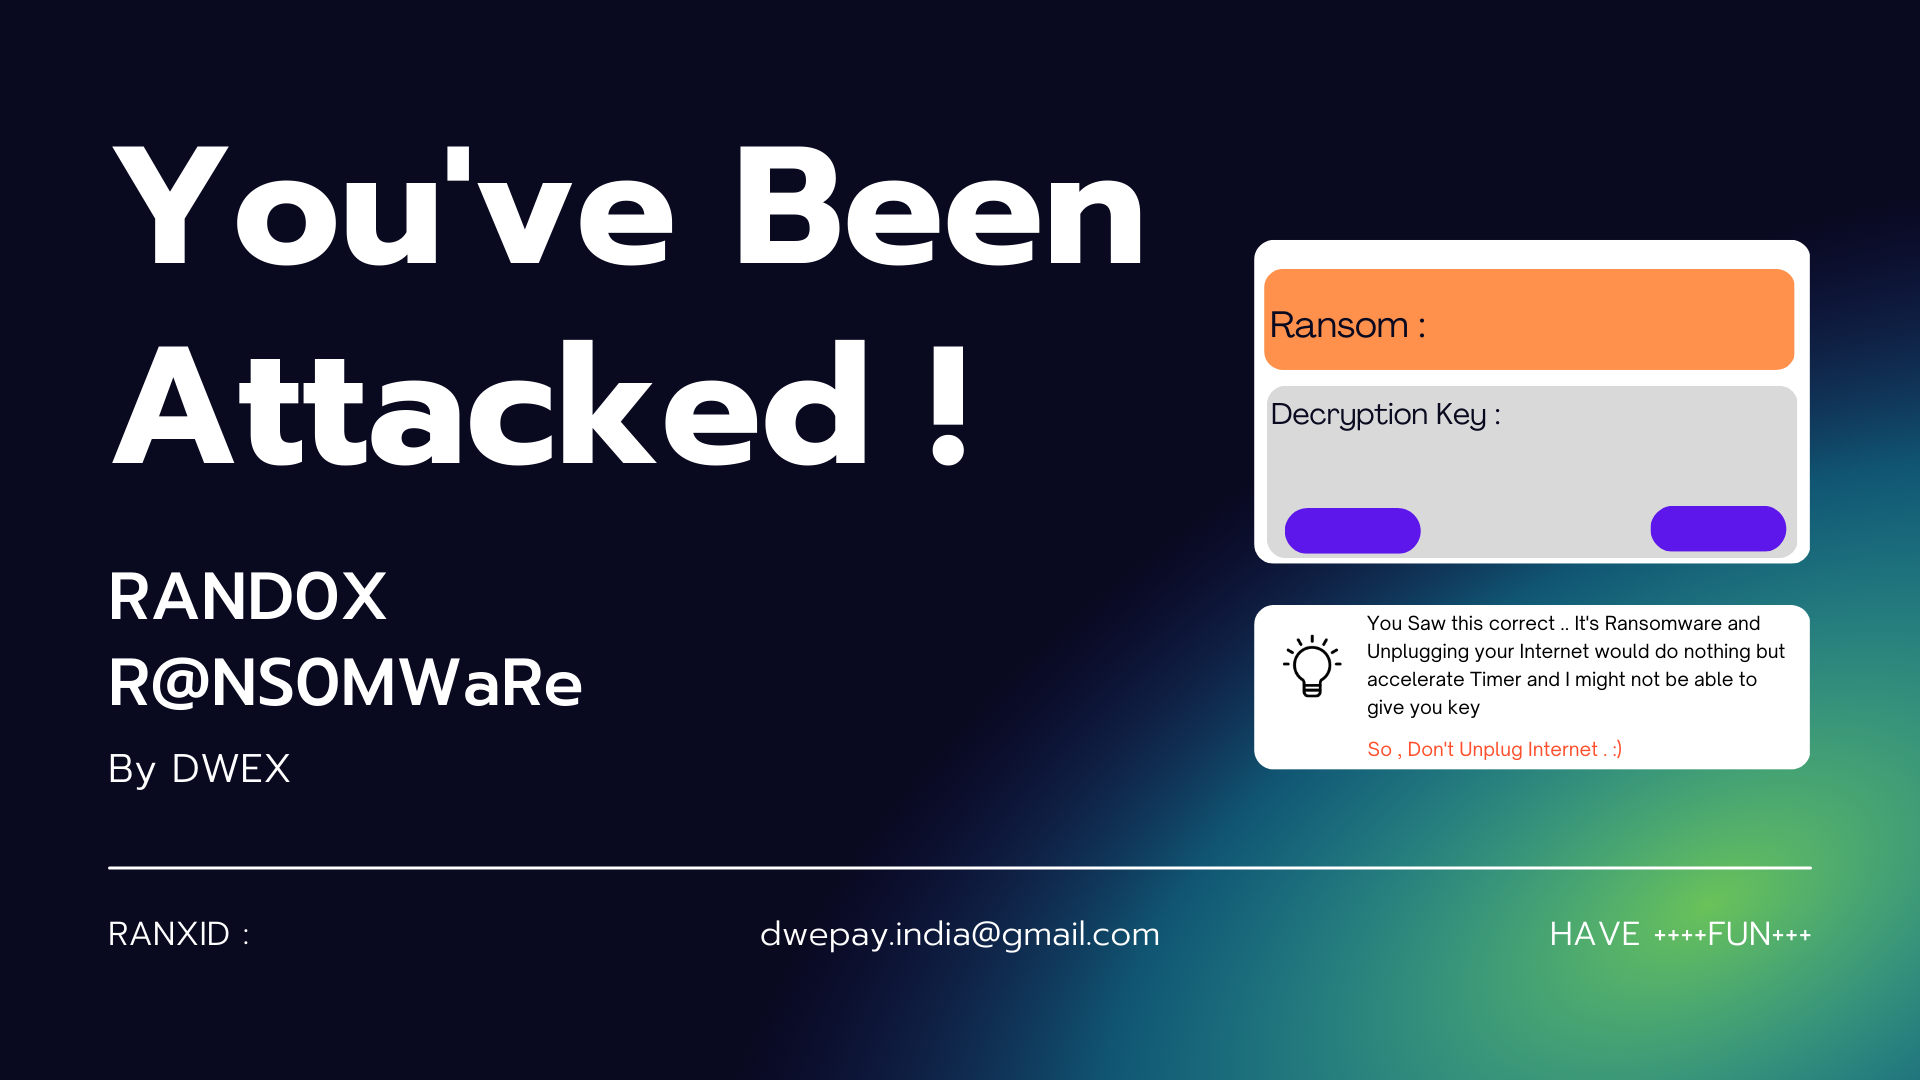 You've Been
Attacked !
RAND0X
R@NS0MWaRe
By DWEX
Ransom :
Decryption Key :
You Saw this correct .. It's Ransomware and
Unplugging your Internet would do nothing but
accelerate Timer and I might not be able to
give you key
So , Don't Unplug Internet . :)
RANXID :
dwepay.india@gmail.com
HAVE ++++FUN+++